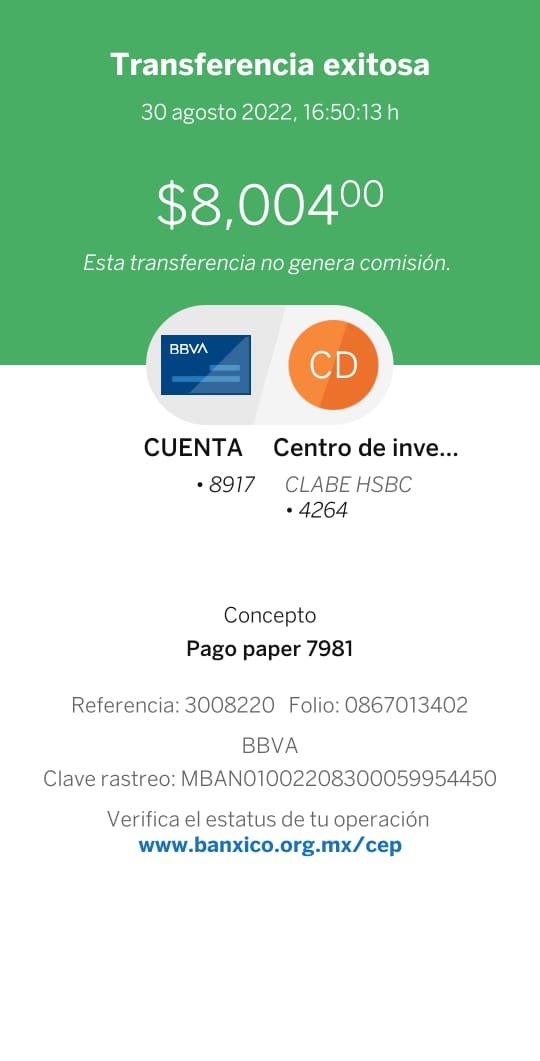 Transferencia exitosa
30 agosto 2022, 16:50:13 h
$8,004.00
Esta transferencia no genera comisión.
BBVA
CD
CUENTA
• 8917
Centro de inve...
CLABE HSBC
• 4264
Concepto
Pago paper 7981
Referencia: 3008220 Folio: 0867013402
BBVA
Clave rastreo: MBAN01002208300059954450
Verifica el estatus de tu operación
www.banxico.org.mx/cep